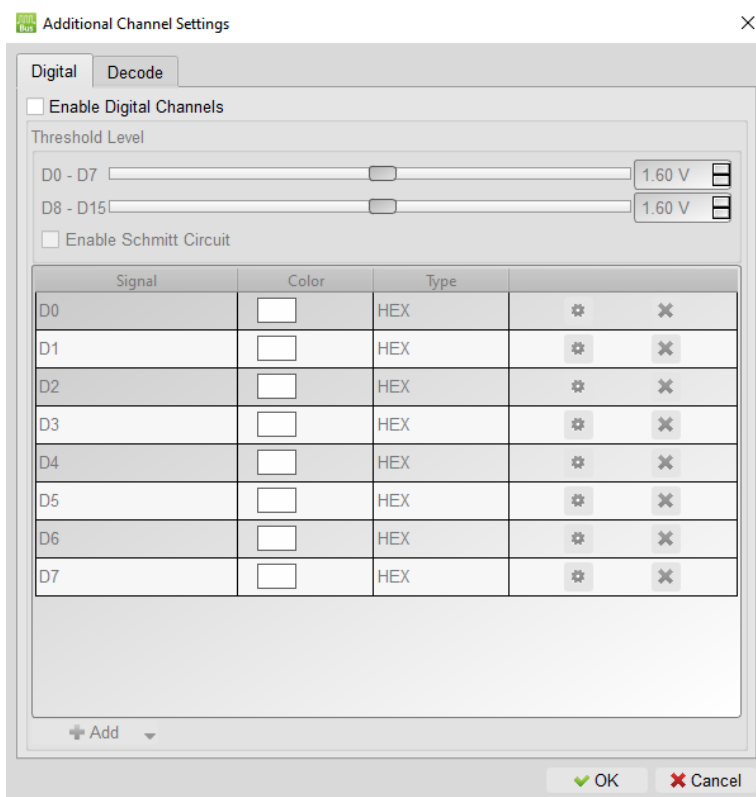 Bus Additional Channel Settings
Digital Decode
Enable Digital Channels
Threshold Level
D0 - D7 1.60 V
D8 - D15 1.60 V
Enable Schmitt Circuit
Signal Color Type
D0 HEX
D1 HEX
D2 HEX
D3 HEX
D4 HEX
D5 HEX
D6 HEX
D7 HEX
Add
OK Cancel